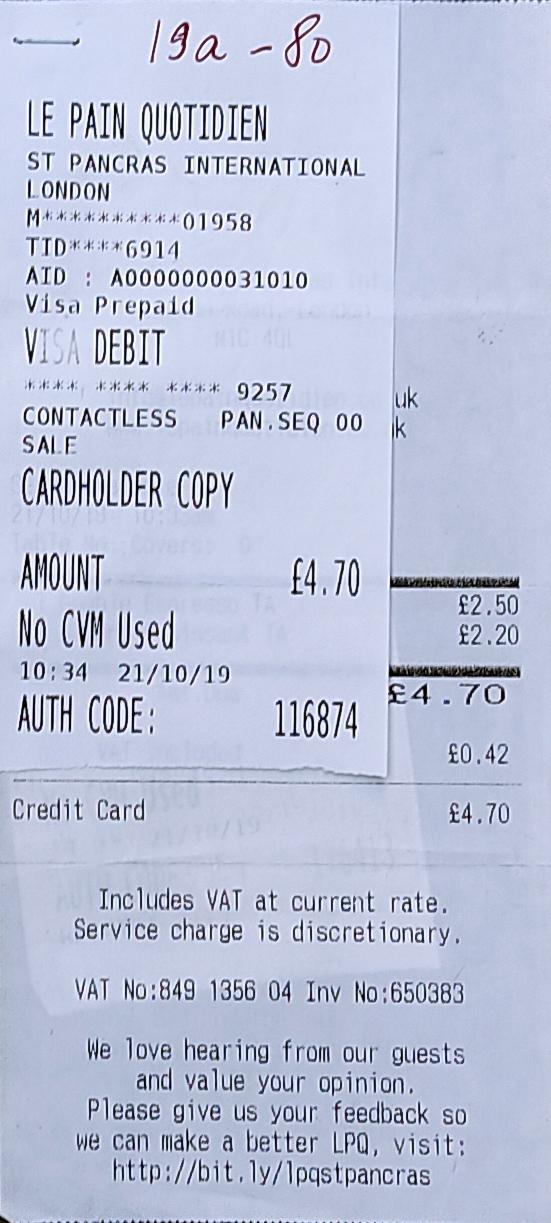 19a - 80
LE PAIN QUOTIDIEN
ST PANCRAS INTERNATIONAL
LONDON
M**********01958
TID****6914
AID : A0000000031010
Visa Prepaid
VISA DEBIT
**** **** **** 9257
CONTACTLESS PAN.SEQ 00
SALE
CARDHOLDER COPY
AMOUNT £4.70
No CVM Used
10:34 21/10/19
AUTH CODE: 116874
uk
k
£2.50
£2.20
£4.70
£0.42
Credit Card £4.70
Includes VAT at current rate.
Service charge is discretionary.
VAT No:849 1356 04 Inv No:650383
We love hearing from our guests
and value your opinion.
Please give us your feedback so
we can make a better LPQ, visit:
http://bit.ly/lpqstpancras